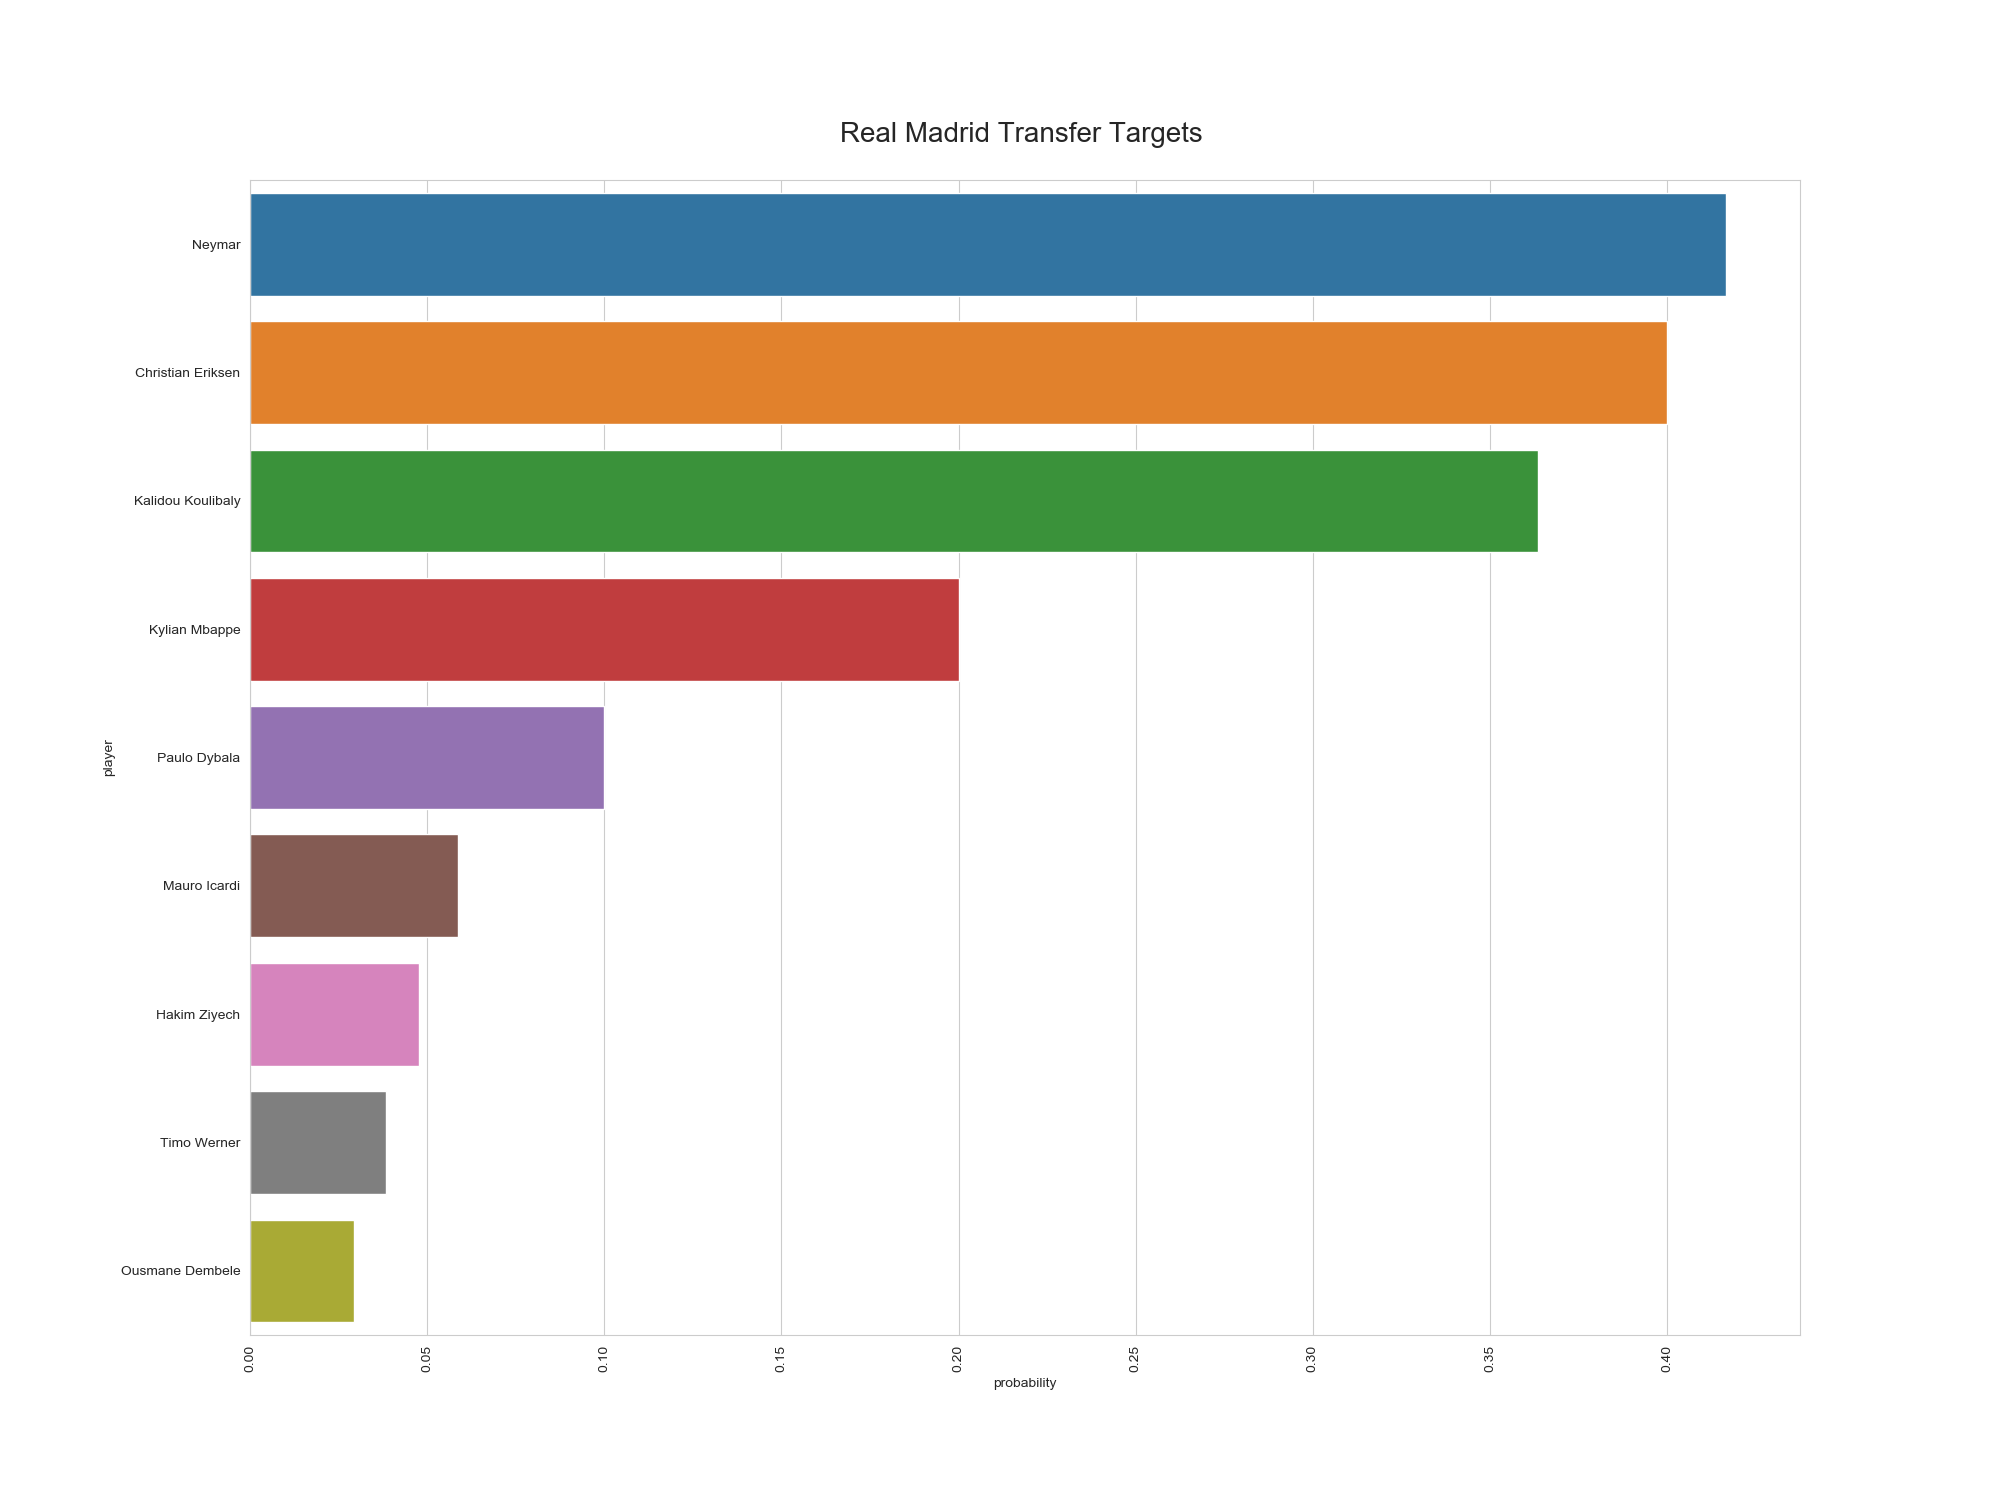 Real Madrid Transfer Targets
Neymar
Christian Eriksen
Kalidou Koulibaly
Kylian Mbappe
Paulo Dybala
Mauro Icardi
Hakim Ziyech
Timo Werner
Ousmane Dembele
player
0.00 0.05 0.10 0.15 0.20 0.25 0.30 0.35 0.40
probability